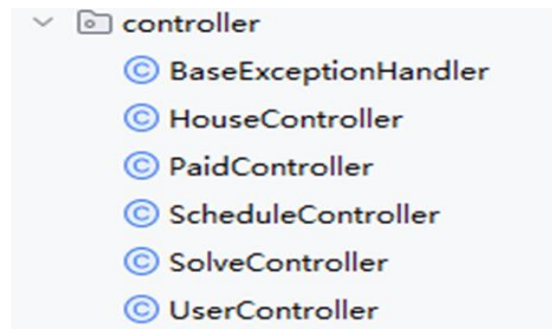 controller
BaseExceptionHandler
HouseController
PaidController
ScheduleController
SolveController
UserController